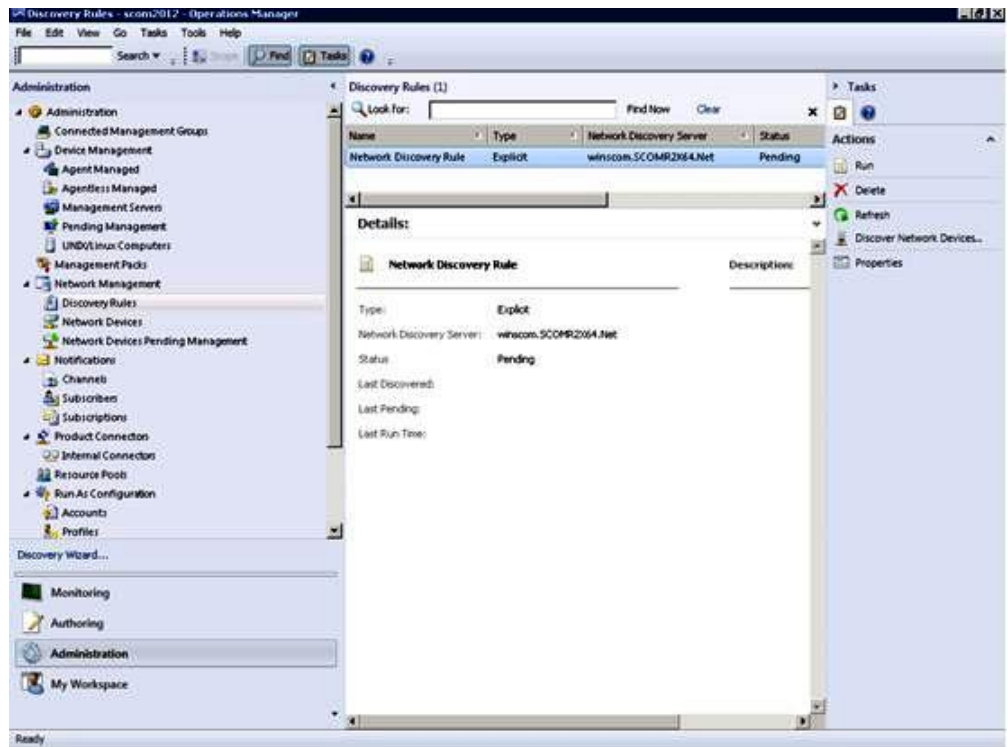 Discovery Rules - scom2012 - Operations Manager
File Edit View Go Tasks Tools Help
Search Scope Find Tasks
Administration
Administration
Connected Management Groups
Device Management
Agent Managed
Agentless Managed
Management Servers
Pending Management
UNIX/Linux Computers
Management Packs
Network Management
Discovery Rules
Network Devices
Network Devices Pending Management
Notifications
Channels
Subscribers
Subscriptions
Product Connectors
Internal Connectors
Resource Pools
Run As Configuration
Accounts
Profiles
Discovery Wizard...
Monitoring
Authoring
Administration
My Workspace
Ready
Discovery Rules (1)
Look for: Find Now Clear
Name Type Network Discovery Server Status
Network Discovery Rule Explicit winscom.SCOMR2X64.Net Pending
Details:
Network Discovery Rule Description:
Type: Explicit
Network Discovery Server: winscom.SCOMR2X64.Net
Status Pending
Last Discovered:
Last Pending:
Last Run Time:
Tasks
Actions
Run
Delete
Refresh
Discover Network Devices...
Properties